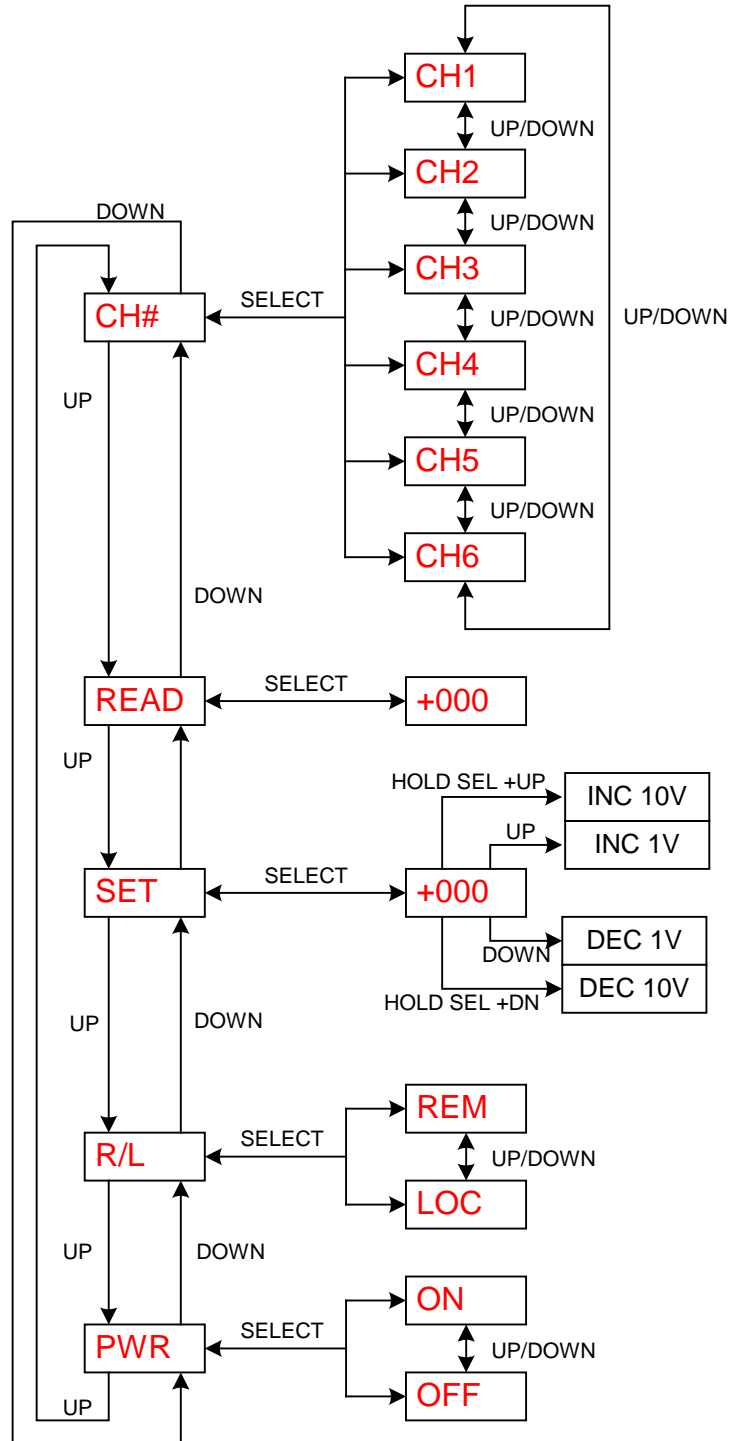 CH1
UP/DOWN
CH2
DOWN
UP/DOWN
CH3
SELECT
CH#
UP/DOWN
UP/DOWN
CH4
UP
UP/DOWN
CH5
UP/DOWN
CH6
DOWN
READ
SELECT
+000
UP
HOLD SEL +UP
INC 10V
UP
INC 1V
SET
SELECT
+000
DEC 1V
DOWN
DEC 10V
HOLD SEL +DN
UP
DOWN
REM
R/L
SELECT
UP/DOWN
LOC
UP
DOWN
ON
PWR
SELECT
UP/DOWN
OFF
UP